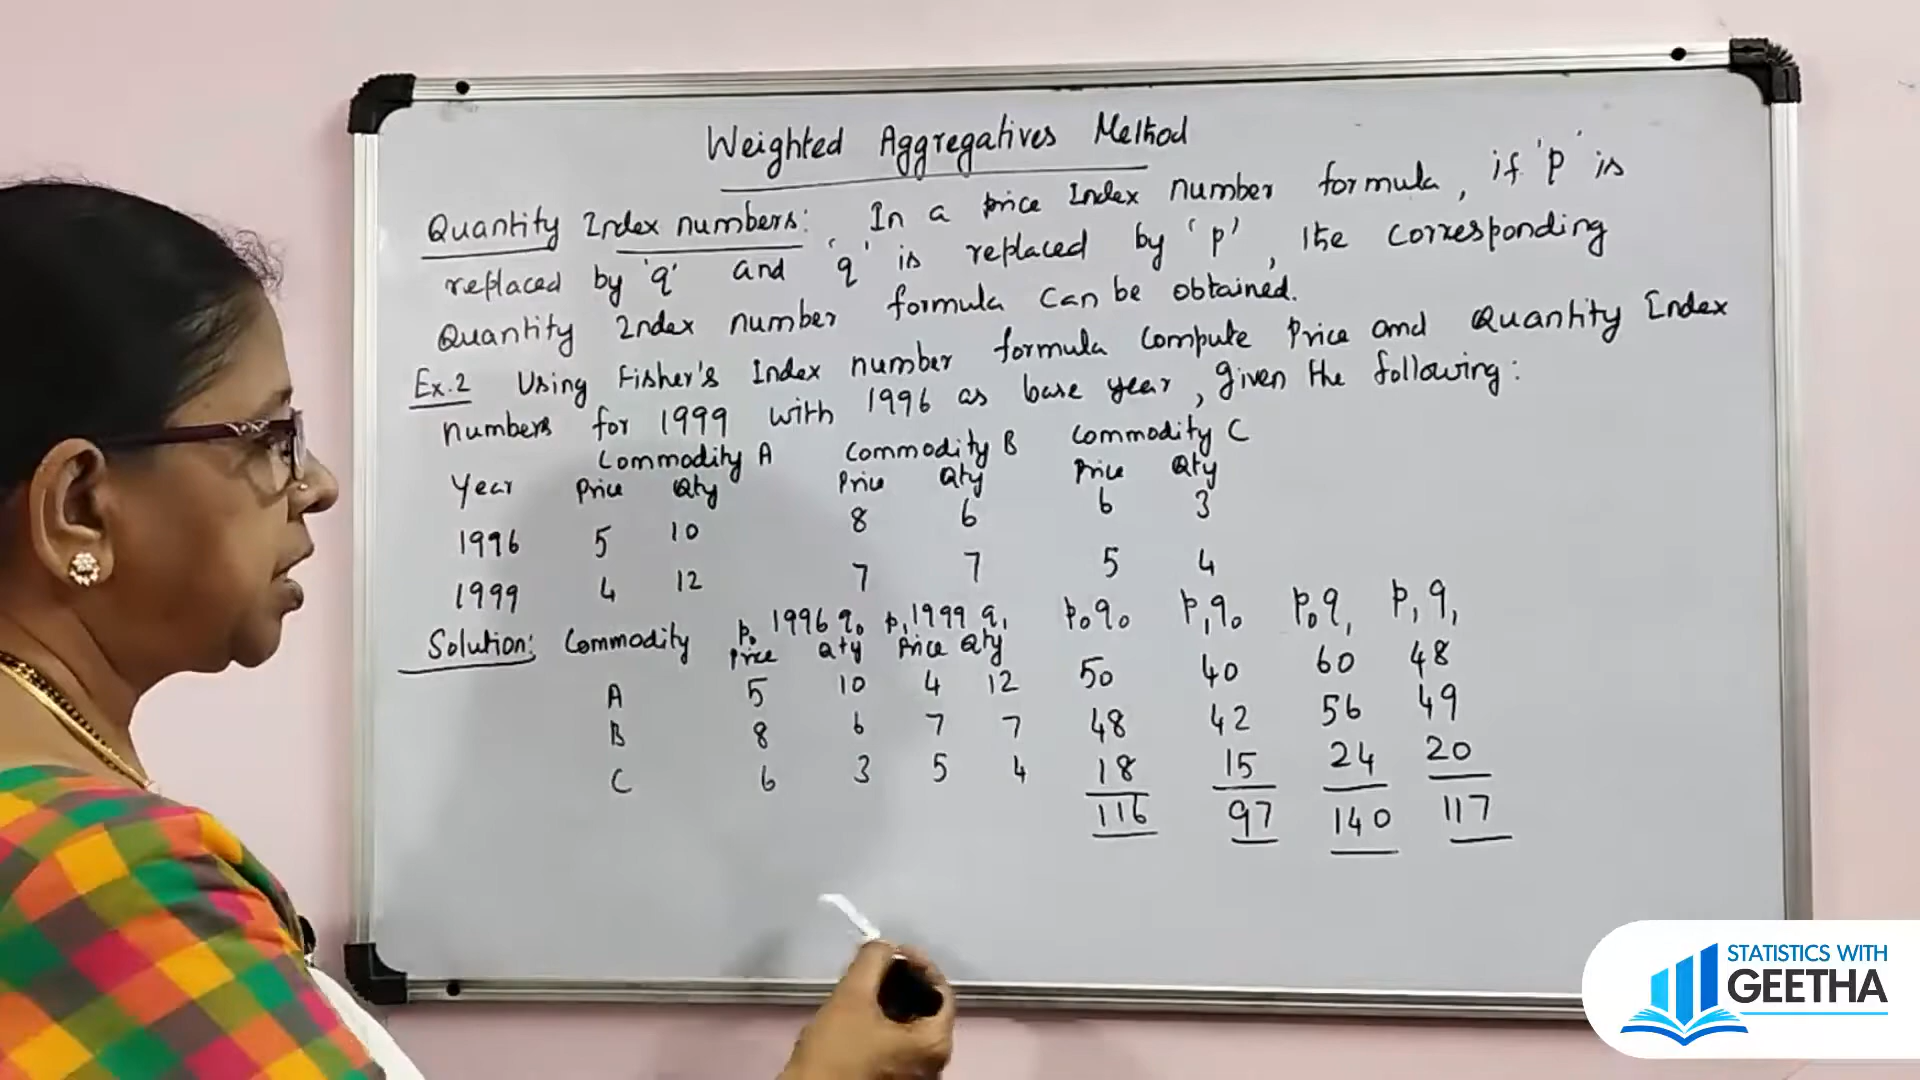 Weighted Aggregatives Method
Quantity Index numbers: In a price Index number formula, if 'p' is
replaced by 'q' and 'q' is replaced by 'p', the corresponding
Quantity Index number formula can be obtained.
Ex.2 Using Fisher's Index number formula compute Price and Quantity Index
numbers for 1999 with 1996 as base year, given the following:
Commodity A Commodity B Commodity C
Year Price Qty Price Qty Price Qty
1996 5 10 8 6 6 3
1999 4 12 7 7 5 4
Solution: Commodity p₀ 1996 q₀ p₁ 1999 q₁ p₀q₀ p₁q₀ p₀q₁ p₁q₁
Price Qty Price Qty
A 5 10 4 12 50 40 60 48
B 8 6 7 7 48 42 56 49
C 6 3 5 4 18 15 24 20
116 97 140 117
STATISTICS WITH
GEETHA